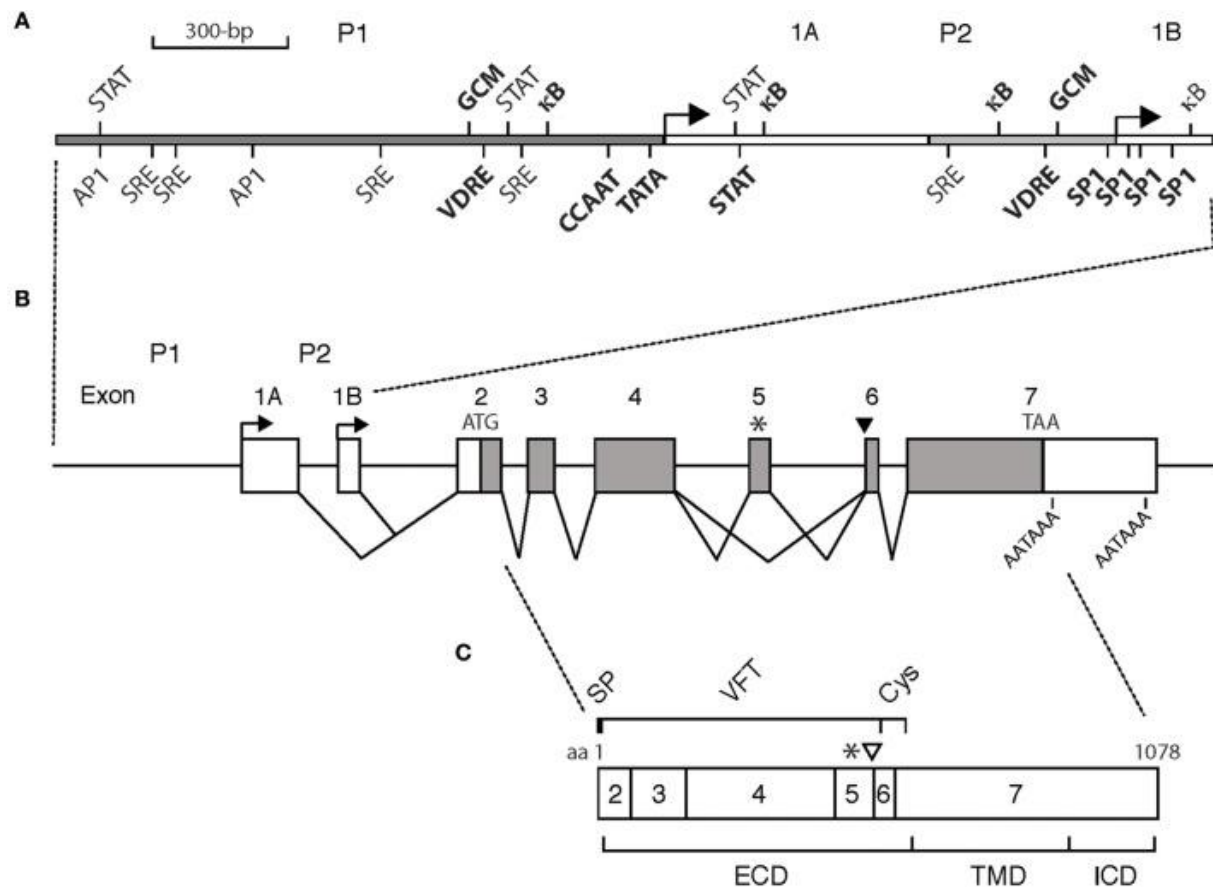 A
300-bp P1 1A P2 1B
STAT GCM STAT κB STAT κB κB GCM κB
AP1 SRE SRE AP1 SRE VDRE SRE CCAAT TATA STAT SRE VDRE SP1 SP1 SP1 SP1
B
P1 P2
Exon 1A 1B 2 3 4 5 6 7
ATG * TAA
AATAAA AATAAA
C
SP VFT Cys
aa 1 * 1078
2 3 4 5 6 7
ECD TMD ICD